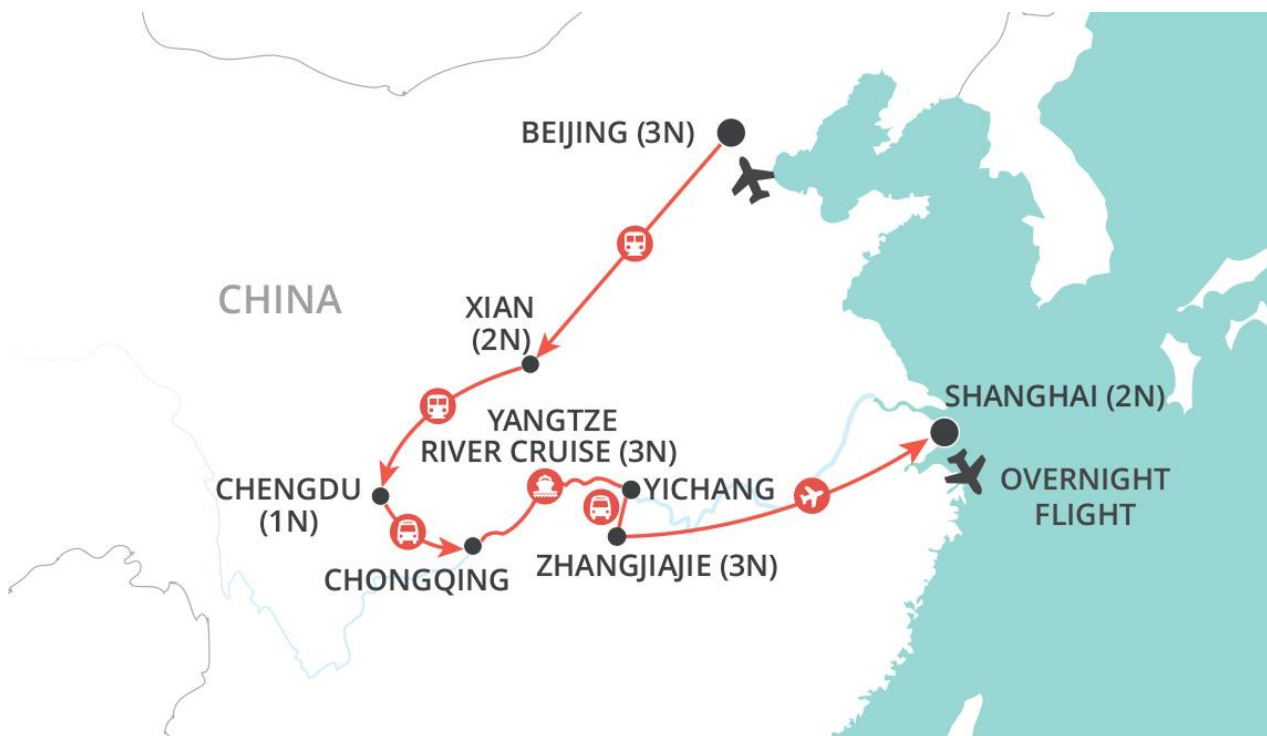 BEIJING (3N)
CHINA
XIAN
(2N)
SHANGHAI (2N)
YANGTZE
RIVER CRUISE (3N)
CHENGDU
(1N)
YICHANG
OVERNIGHT
FLIGHT
CHONGQING
ZHANGJIAJIE (3N)